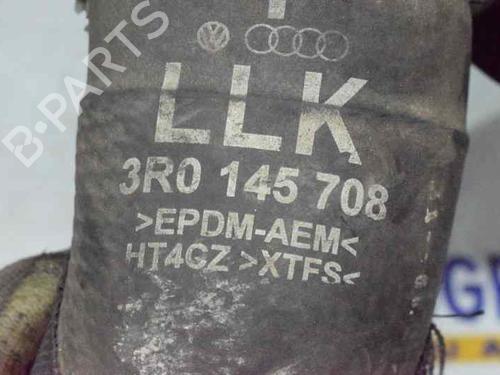 LLK
3R0 145 708
>EPDM-AEM<
HT4GZ >XTFS<
B-PARTS